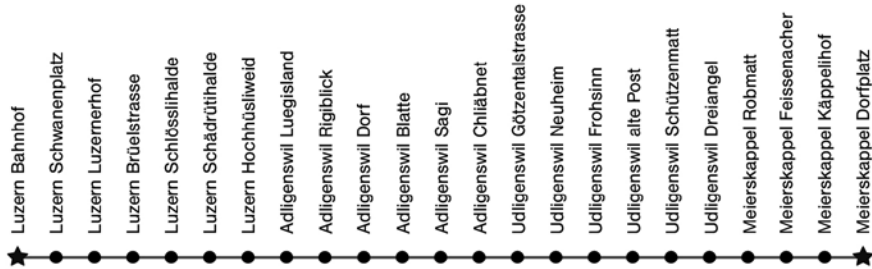 Luzern Bahnhof
Luzern Schwanenplatz
Luzern Luzernerhof
Luzern Brüelstrasse
Luzern Schlösslihalde
Luzern Schädrütihalde
Luzern Hochhüsliweid
Adligenswil Luegisland
Adligenswil Rigiblick
Adligenswil Dorf
Adligenswil Blatte
Adligenswil Sagi
Adligenswil Chliäbnet
Udligenswil Götzentalstrasse
Udligenswil Neuheim
Udligenswil Frohsinn
Udligenswil alte Post
Udligenswil Schützenmatt
Udligenswil Dreiangel
Meierskappel Robmatt
Meierskappel Feissenacher
Meierskappel Käppelihof
Meierskappel Dorfplatz